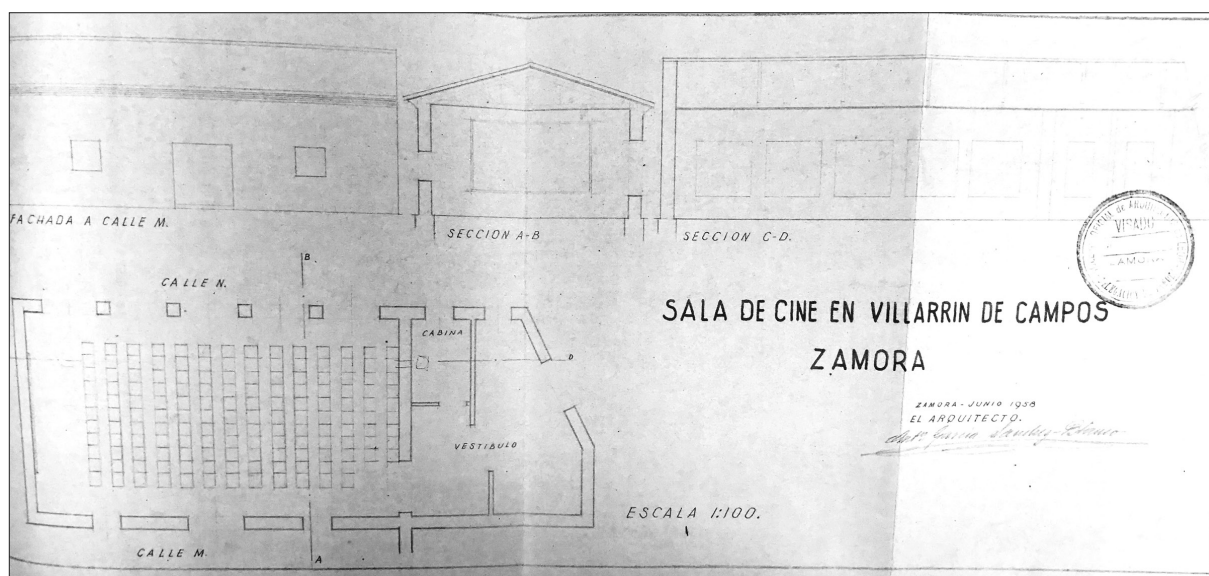 FACHADA A CALLE M.
SECCION A-B
SECCION C-D.
VISADO
ZAMORA
B
CALLE N.
CABINA
D
VESTIBULO
A
CALLE M.
SALA DE CINE EN VILLARRIN DE CAMPOS
ZAMORA
ZAMORA-JUNIO 1958
EL ARQUITECTO.
ESCALA 1:100.